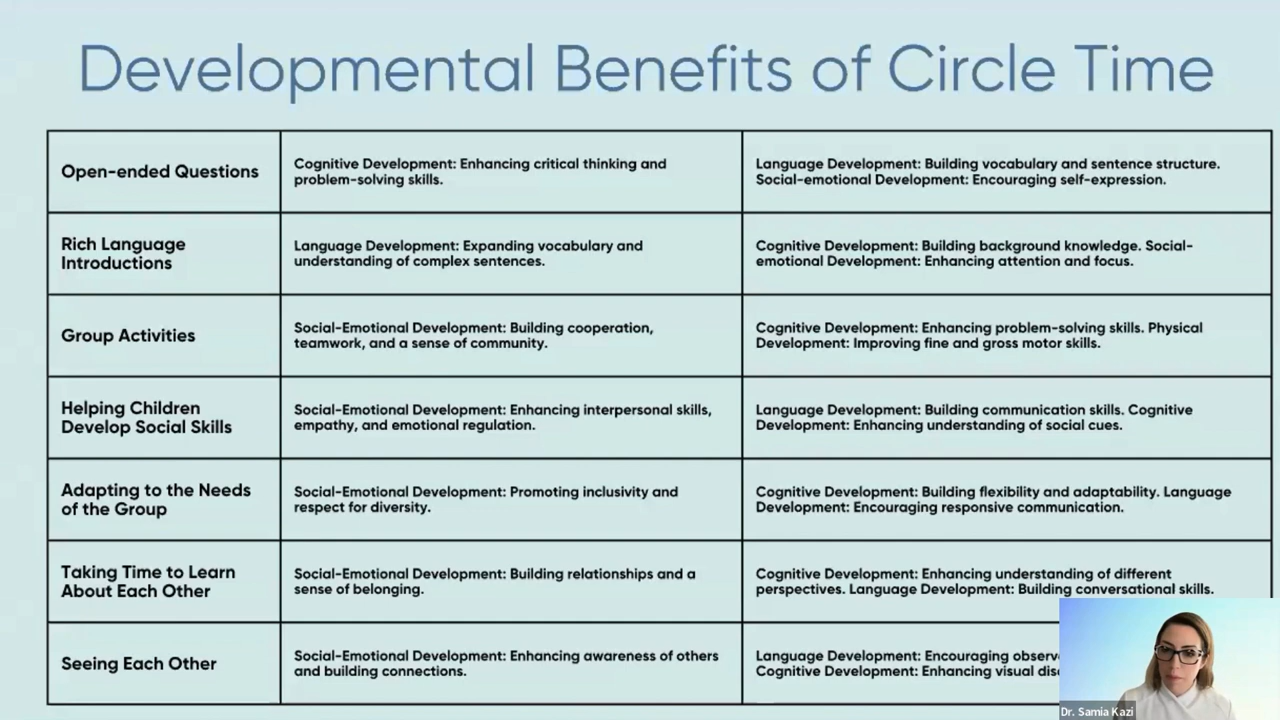 Developmental Benefits of Circle Time
Open-ended Questions
Cognitive Development: Enhancing critical thinking and
problem-solving skills.
Language Development: Building vocabulary and sentence structure.
Social-emotional Development: Encouraging self-expression.
Rich Language
Introductions
Language Development: Expanding vocabulary and
understanding of complex sentences.
Cognitive Development: Building background knowledge. Social-
emotional Development: Enhancing attention and focus.
Group Activities
Social-Emotional Development: Building cooperation,
teamwork, and a sense of community.
Cognitive Development: Enhancing problem-solving skills. Physical
Development: Improving fine and gross motor skills.
Helping Children
Develop Social Skills
Social-Emotional Development: Enhancing interpersonal skills,
empathy, and emotional regulation.
Language Development: Building communication skills. Cognitive
Development: Enhancing understanding of social cues.
Adapting to the Needs
of the Group
Social-Emotional Development: Promoting inclusivity and
respect for diversity.
Cognitive Development: Building flexibility and adaptability. Language
Development: Encouraging responsive communication.
Taking Time to Learn
About Each Other
Social-Emotional Development: Building relationships and a
sense of belonging.
Cognitive Development: Enhancing understanding of different
perspectives. Language Development: Building conversational skills.
Seeing Each Other
Social-Emotional Development: Enhancing awareness of others
and building connections.
Language Development: Encouraging
Cognitive Development: Enhancing visual
Dr. Samia Kazi